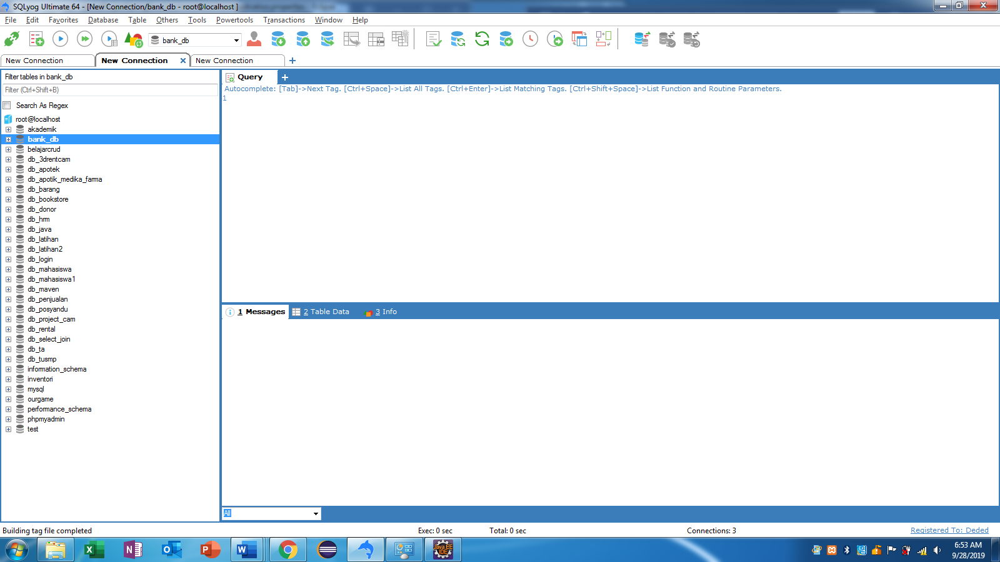 SQLyog Ultimate 64 - [New Connection/bank_db - root@localhost ]
File Edit Favorites Database Table Others Tools Powertools Transactions Window Help
bank_db
New Connection New Connection New Connection
Filter tables in bank_db
Filter (Ctrl+Shift+B)
Search As Regex
root@localhost
akademik
bank_db
belajarcrud
db_3drentcam
db_apotek
db_apotik_medika_farma
db_barang
db_bookstore
db_donor
db_hrm
db_java
db_latihan
db_latihan2
db_login
db_mahasiswa
db_mahasiswa1
db_maven
db_penjualan
db_posyandu
db_project_cam
db_rental
db_select_join
db_ta
db_tusmp
information_schema
inventori
mysql
ourgame
performance_schema
phpmyadmin
test
Query
Autocomplete: [Tab]->Next Tag. [Ctrl+Space]->List All Tags. [Ctrl+Enter]->List Matching Tags. [Ctrl+Shift+Space]->List Function and Routine Parameters.
1
1 Messages 2 Table Data 3 Info
All
Building tag file completed Exec: 0 sec Total: 0 sec Connections: 3 Registered To: Deded
Java EE
IDE
6:53 AM
9/28/2019